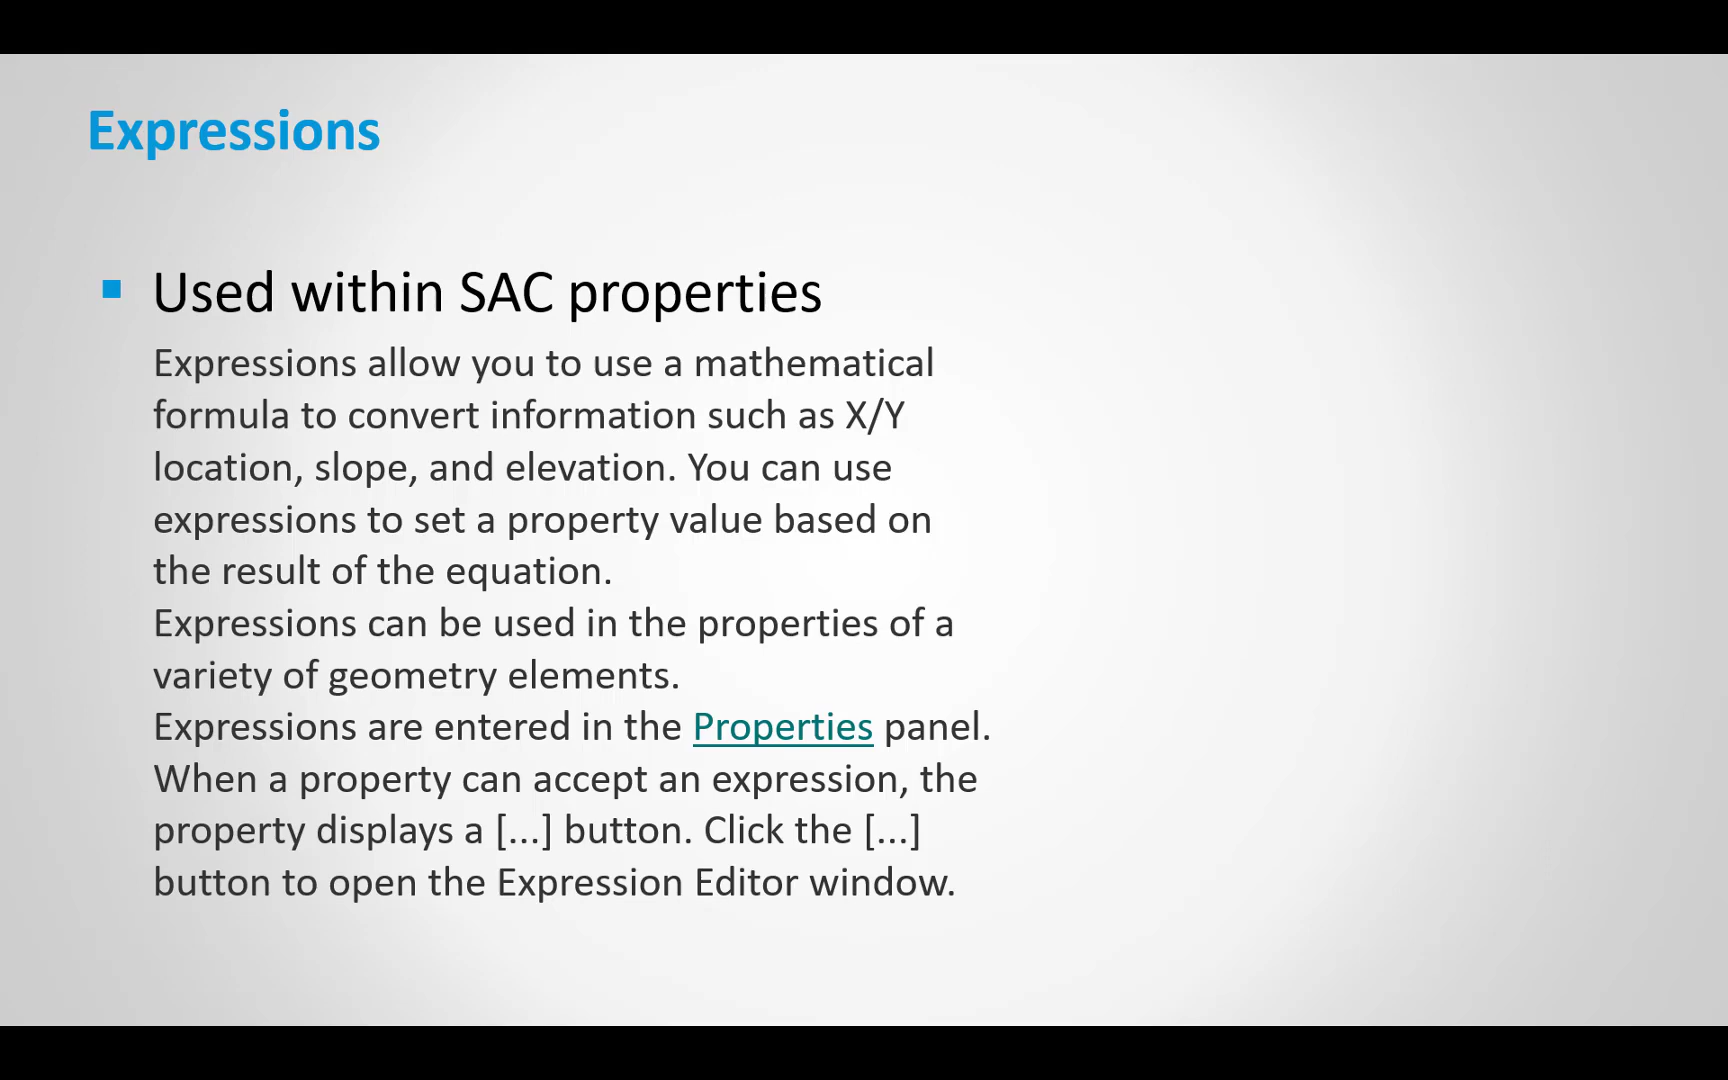 Expressions
Used within SAC properties
Expressions allow you to use a mathematical
formula to convert information such as X/Y
location, slope, and elevation. You can use
expressions to set a property value based on
the result of the equation.
Expressions can be used in the properties of a
variety of geometry elements.
Expressions are entered in the Properties panel.
When a property can accept an expression, the
property displays a [...] button. Click the [...]
button to open the Expression Editor window.